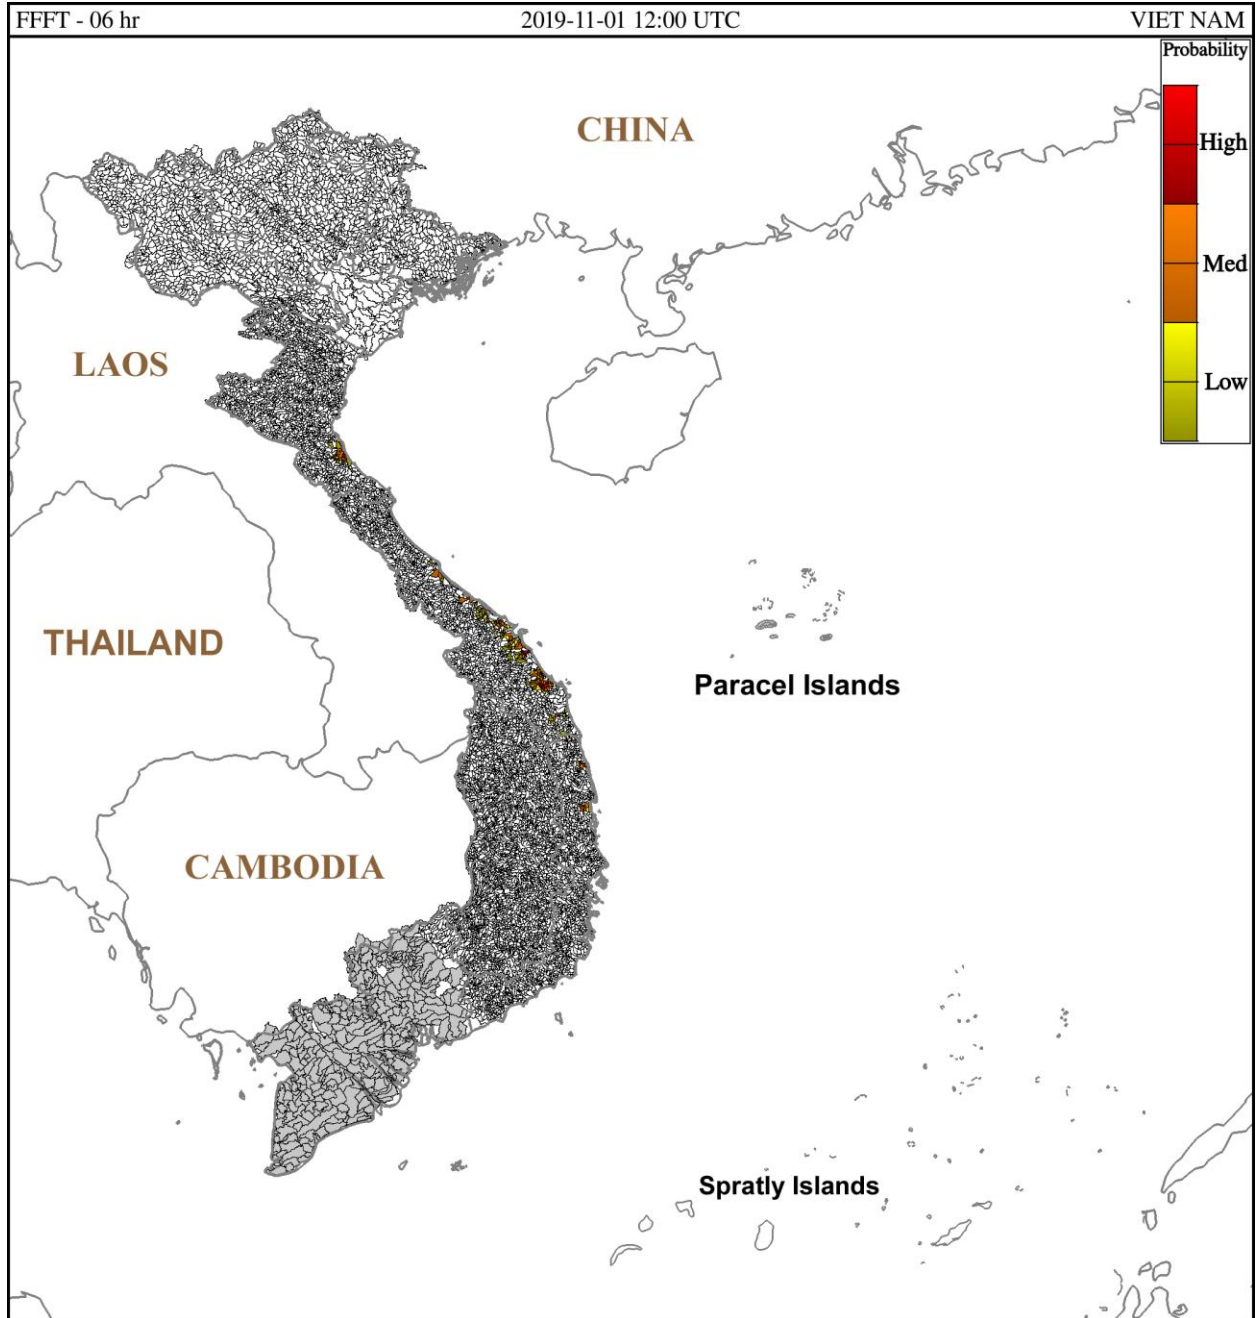 FFFT - 06 hr
2019-11-01 12:00 UTC
VIET NAM
Probability
CHINA
High
Med
LAOS
Low
THAILAND
Paracel Islands
CAMBODIA
Spratly Islands